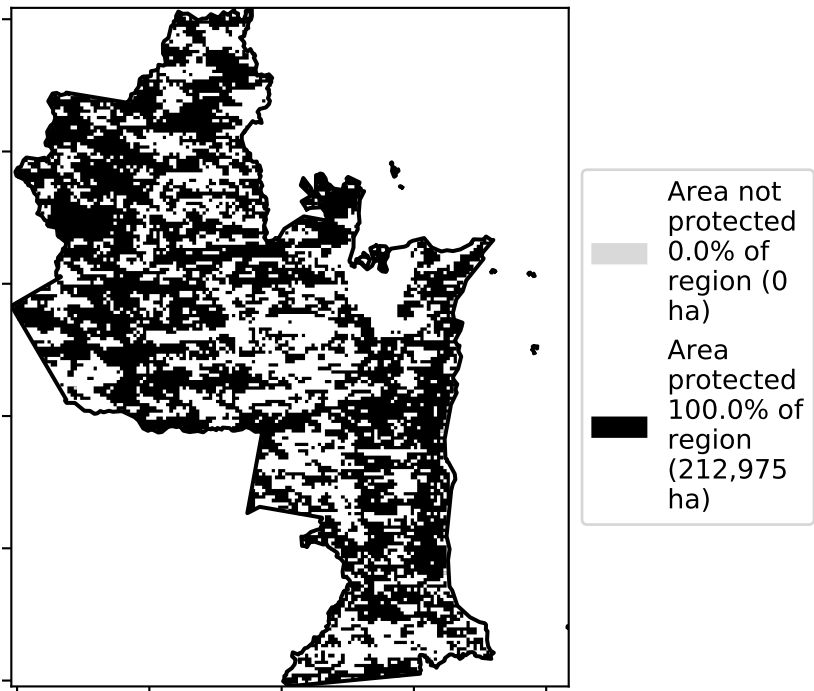 Area not
protected
0.0% of
region (0
ha)
Area
protected
100.0% of
region
(212,975
ha)